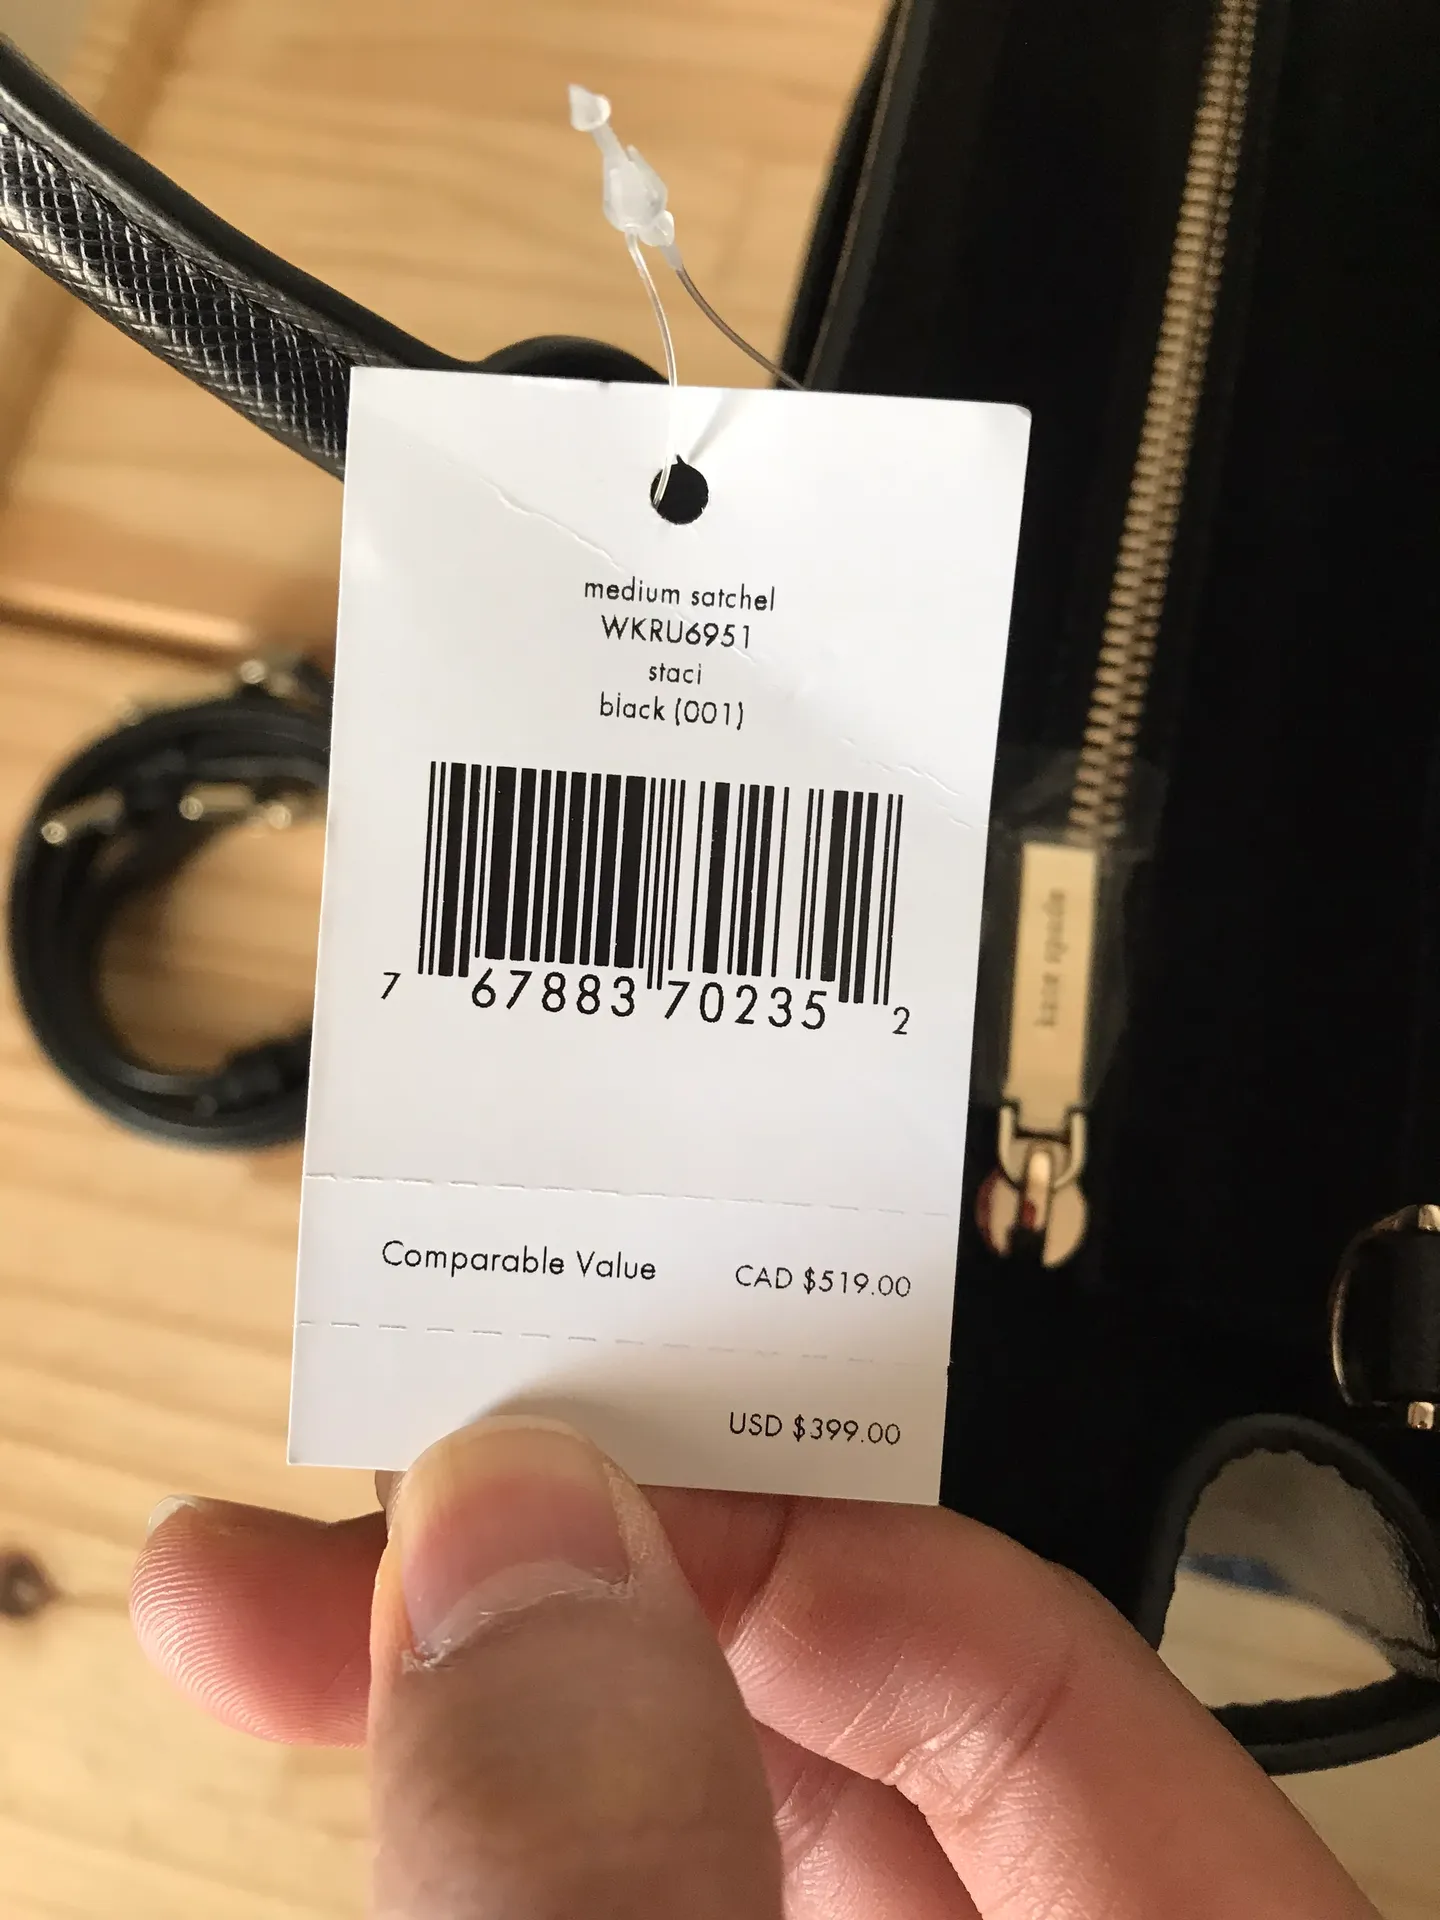 medium satchel
WKRU6951
staci
black (001)
7 67883 70235 2
Comparable Value CAD $519.00
USD $399.00
kate spade